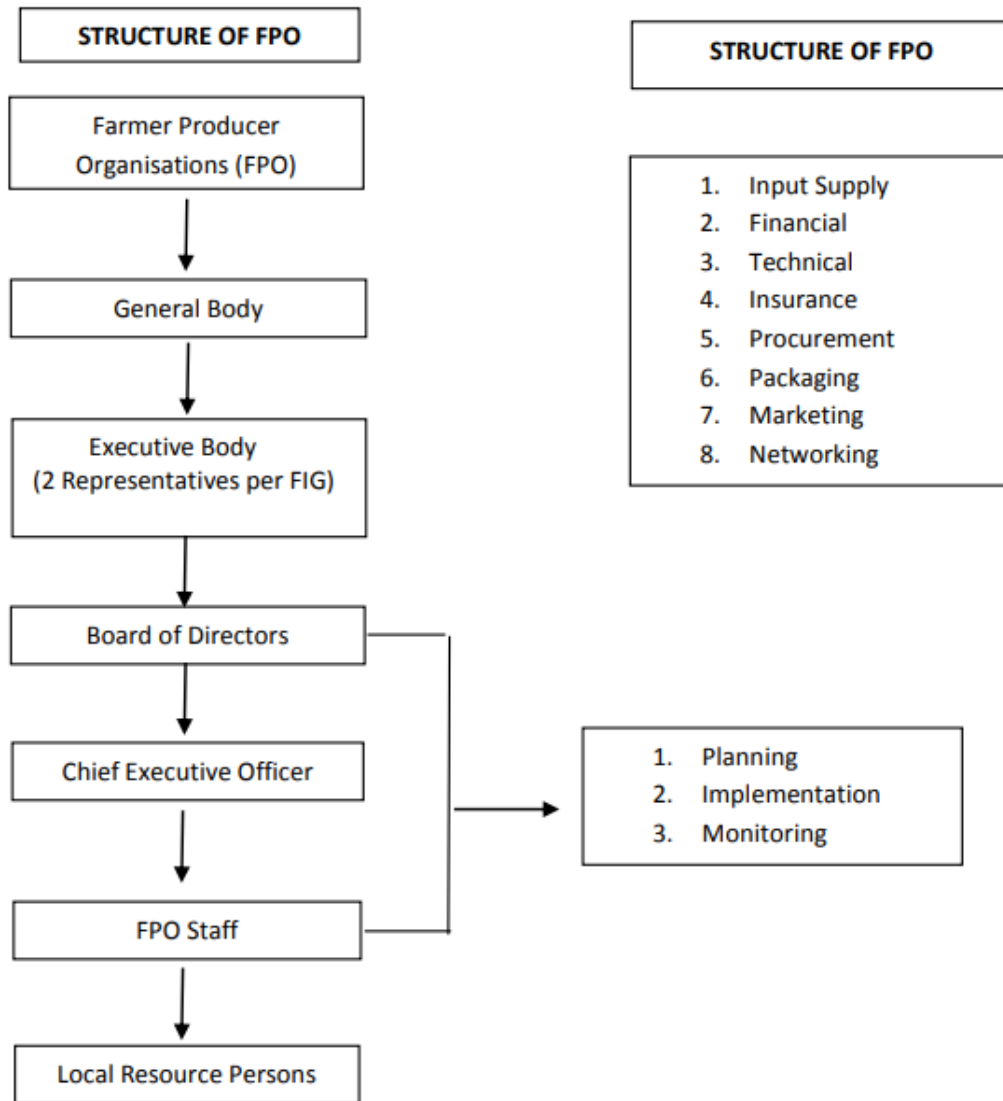 STRUCTURE OF FPO
Farmer Producer
Organisations (FPO)
General Body
Executive Body
(2 Representatives per FIG)
Board of Directors
Chief Executive Officer
FPO Staff
Local Resource Persons
STRUCTURE OF FPO
1. Input Supply
2. Financial
3. Technical
4. Insurance
5. Procurement
6. Packaging
7. Marketing
8. Networking
1. Planning
2. Implementation
3. Monitoring